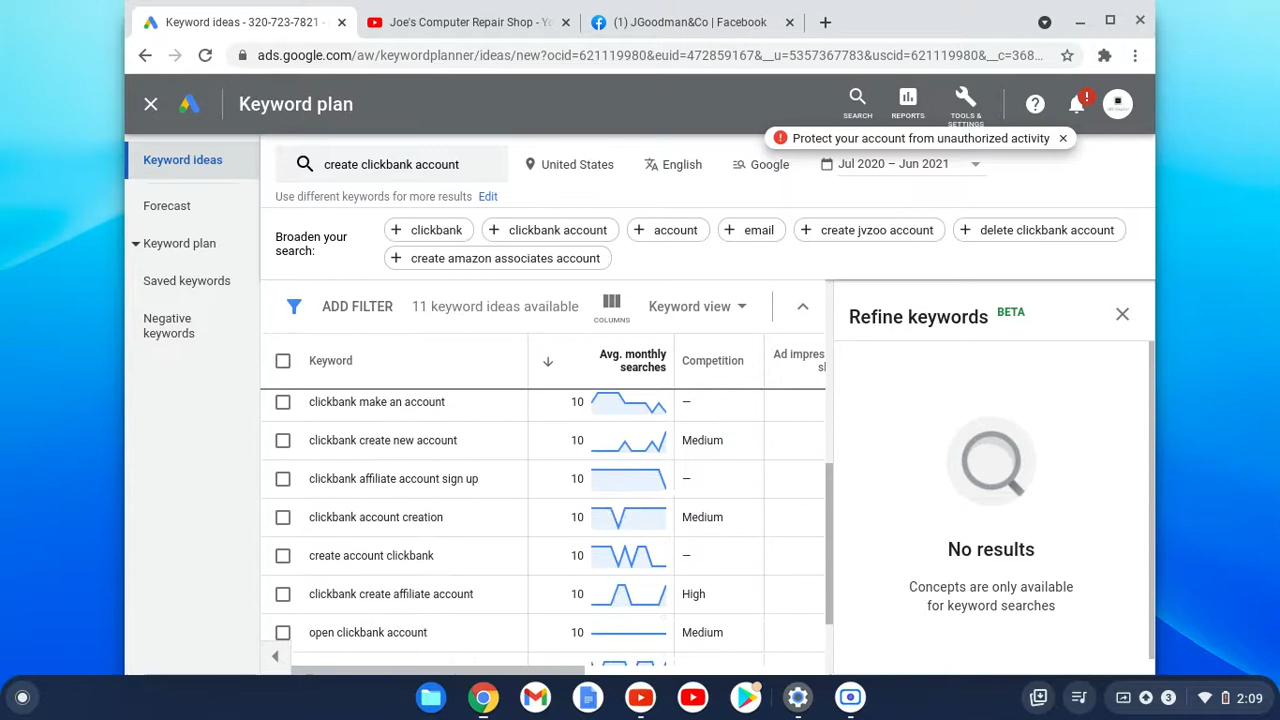 Keyword ideas - 320-723-7821 -
Joe's Computer Repair Shop - Yo
(1) JGoodman&Co | Facebook
ads.google.com/aw/keywordplanner/ideas/new?ocid=621119980&euid=472859167&__u=5357367783&uscid=621119980&__c=368...
Keyword plan
SEARCH
REPORTS
TOOLS & SETTINGS
Protect your account from unauthorized activity
Keyword ideas
Forecast
Keyword plan
Saved keywords
Negative
keywords
create clickbank account
United States
English
Google
Jul 2020 – Jun 2021
Use different keywords for more results Edit
Broaden your
search:
+ clickbank
+ clickbank account
+ account
+ email
+ create jvzoo account
+ delete clickbank account
+ create amazon associates account
ADD FILTER
11 keyword ideas available
COLUMNS
Keyword view
Keyword
Avg. monthly
searches
Competition
Ad impres
sl
clickbank make an account 10 –
clickbank create new account 10 Medium
clickbank affiliate account sign up 10 –
clickbank account creation 10 Medium
create account clickbank 10 –
clickbank create affiliate account 10 High
open clickbank account 10 Medium
Refine keywords BETA
No results
Concepts are only available
for keyword searches
3
2:09